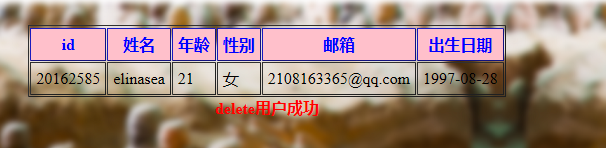 id 姓名 年龄 性别 邮箱 出生日期
20162585 elinasea 21 女 2108163365@qq.com 1997-08-28
delete用户成功